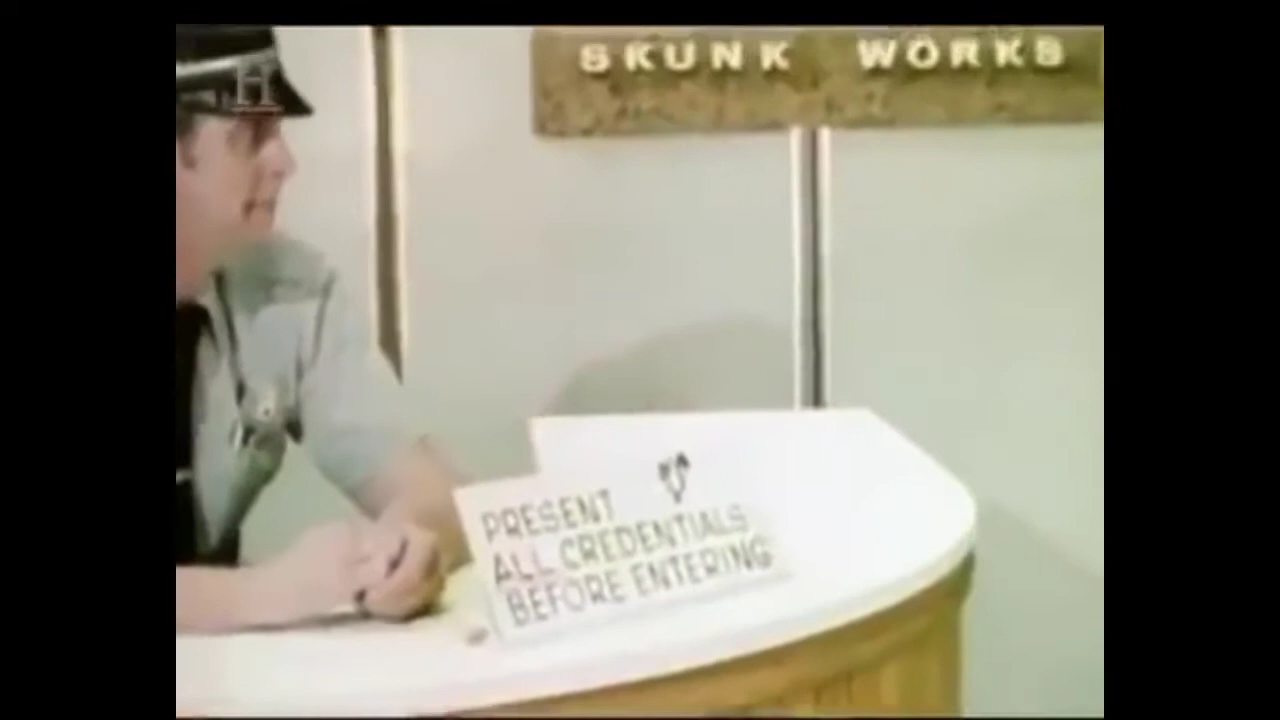 SKUNK WORKS
H
PRESENT
ALL CREDENTIALS
BEFORE ENTERING